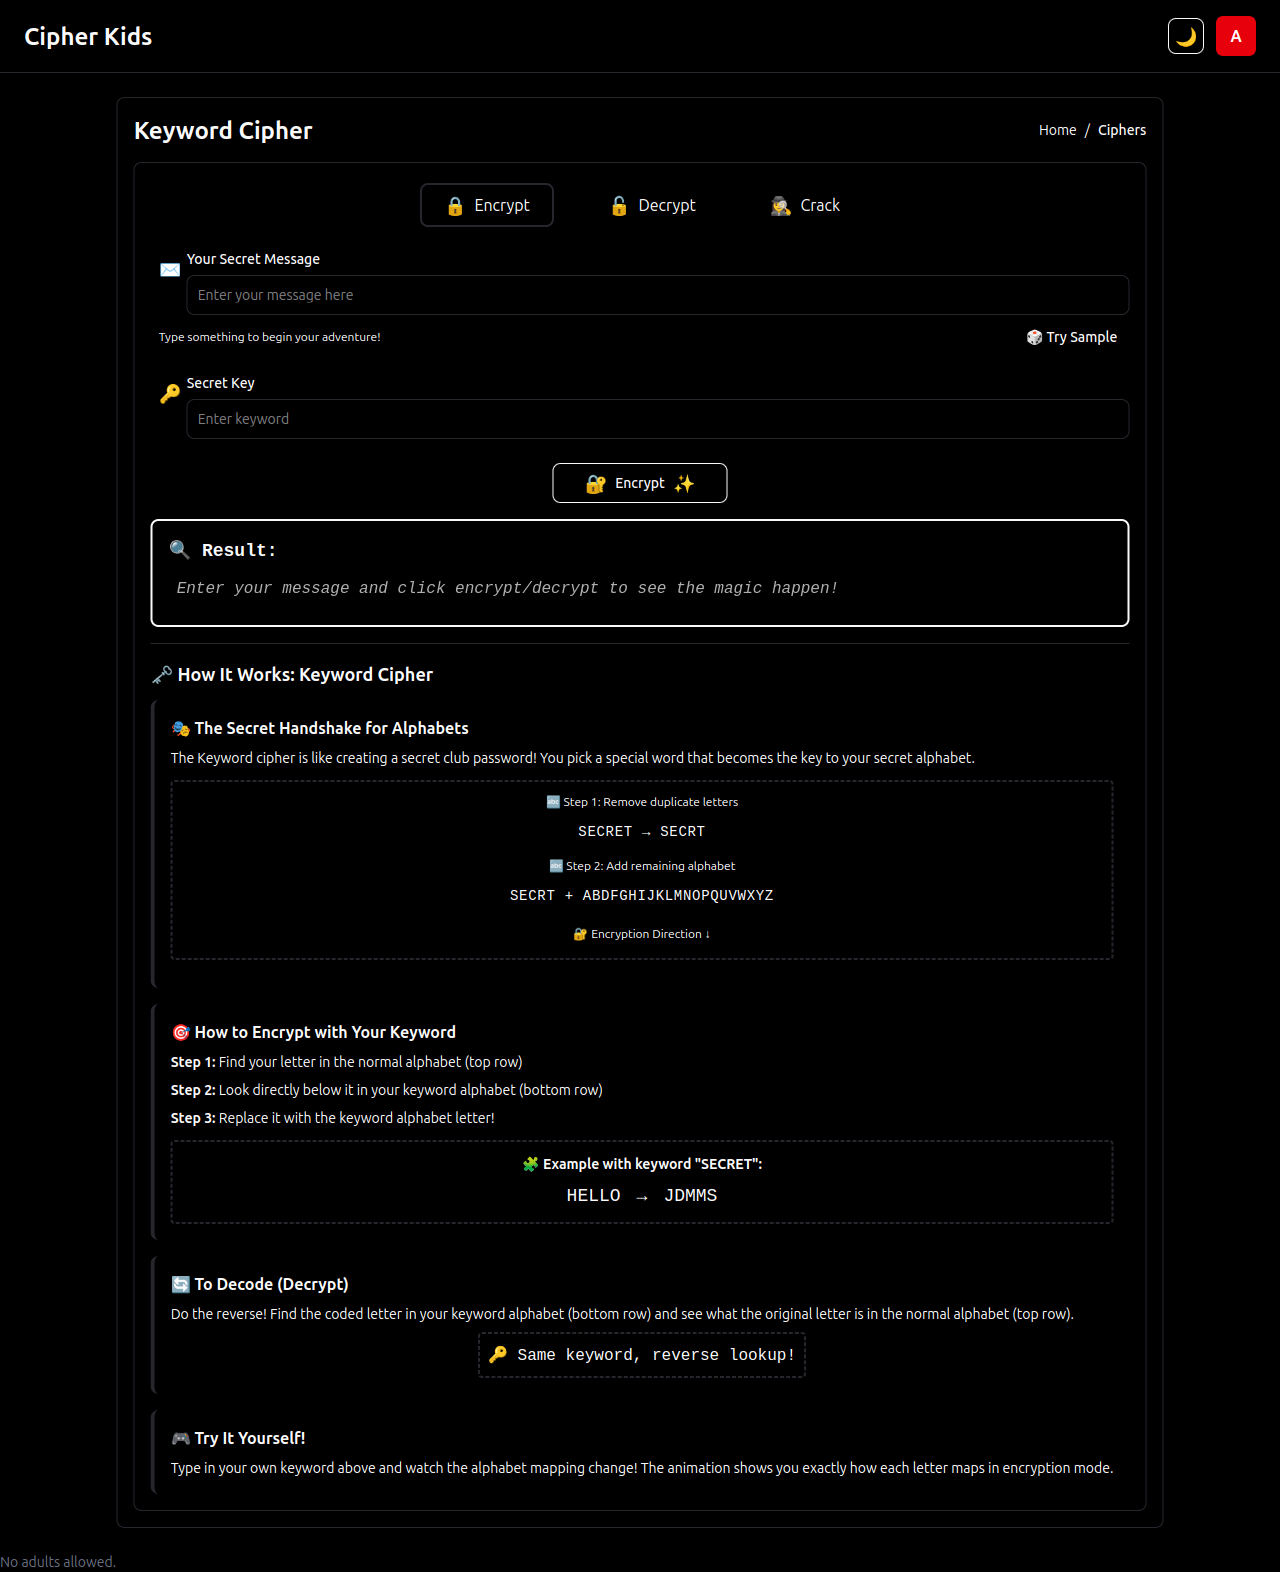 Cipher Kids
A
Keyword Cipher
Home / Ciphers
Encrypt
Decrypt
Crack
Your Secret Message
Enter your message here
Type something to begin your adventure!
Try Sample
Secret Key
Enter keyword
Encrypt
Result:
Enter your message and click encrypt/decrypt to see the magic happen!
How It Works: Keyword Cipher
The Secret Handshake for Alphabets
The Keyword cipher is like creating a secret club password! You pick a special word that becomes the key to your secret alphabet.
Step 1: Remove duplicate letters
SECRET → SECRT
Step 2: Add remaining alphabet
SECRT + ABDFGHIJKLMNOPQUVWXYZ
Encryption Direction ↓
How to Encrypt with Your Keyword
Step 1: Find your letter in the normal alphabet (top row)
Step 2: Look directly below it in your keyword alphabet (bottom row)
Step 3: Replace it with the keyword alphabet letter!
Example with keyword "SECRET":
HELLO → JDMMS
To Decode (Decrypt)
Do the reverse! Find the coded letter in your keyword alphabet (bottom row) and see what the original letter is in the normal alphabet (top row).
Same keyword, reverse lookup!
Try It Yourself!
Type in your own keyword above and watch the alphabet mapping change! The animation shows you exactly how each letter maps in encryption mode.
No adults allowed.